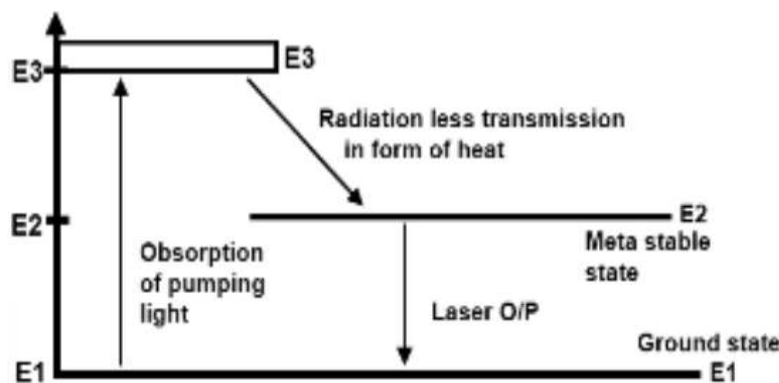 E3
E3
Radiation less transmission
in form of heat
E2
E2
Meta stable
state
Obsorption
of pumping
light
Laser O/P
Ground state
E1
E1